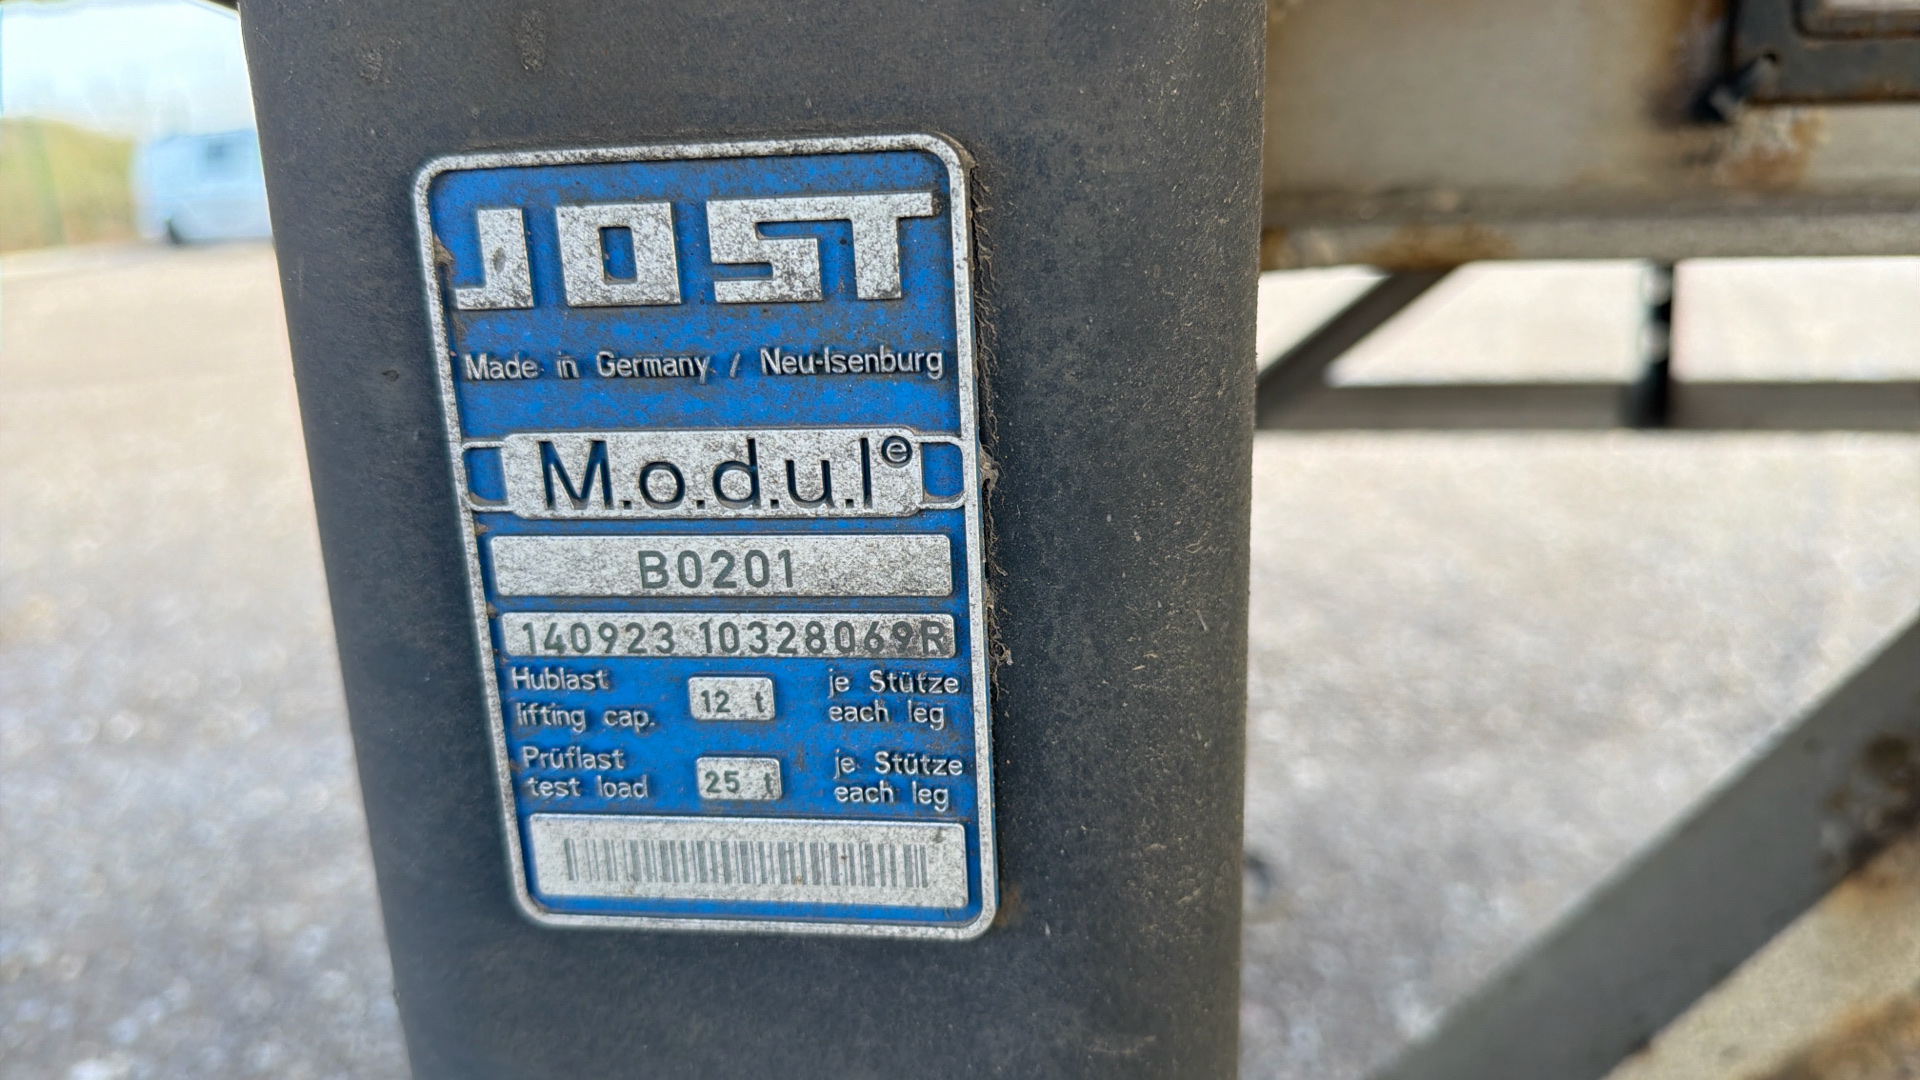 JOST
Made in Germany / Neu-Isenburg
M.o.d.u.l e
B0201
140923 10328069R
Hublast 12 t je Stütze
lifting cap. each leg
Prüflast 25 t je Stütze
test load each leg